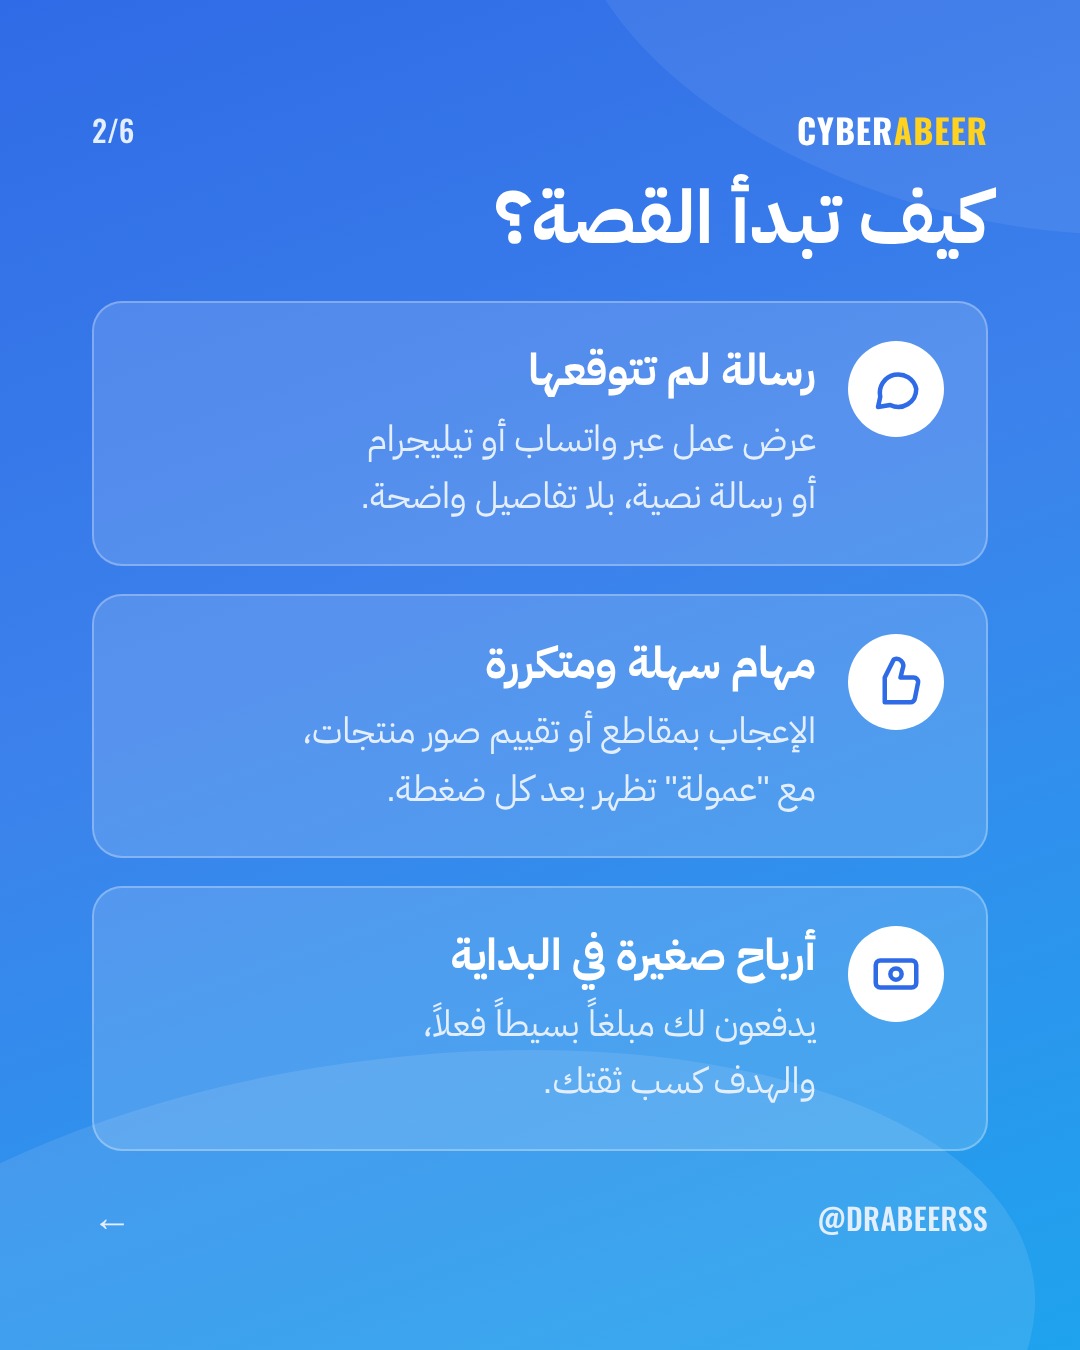 CYBERABEER
2/6
كيف تبدأ القصة؟
رسالة لم تتوقعها
عرض عمل عبر واتساب أو تيليجرام
أو رسالة نصية، بلا تفاصيل واضحة.
مهام سهلة ومتكررة
الإعجاب بمقاطع أو تقييم صور منتجات،
مع "عمولة" تظهر بعد كل ضغطة.
أرباح صغيرة في البداية
يدفعون لك مبلغاً بسيطاً فعلاً،
والهدف كسب ثقتك.
@DRABEERSS
←